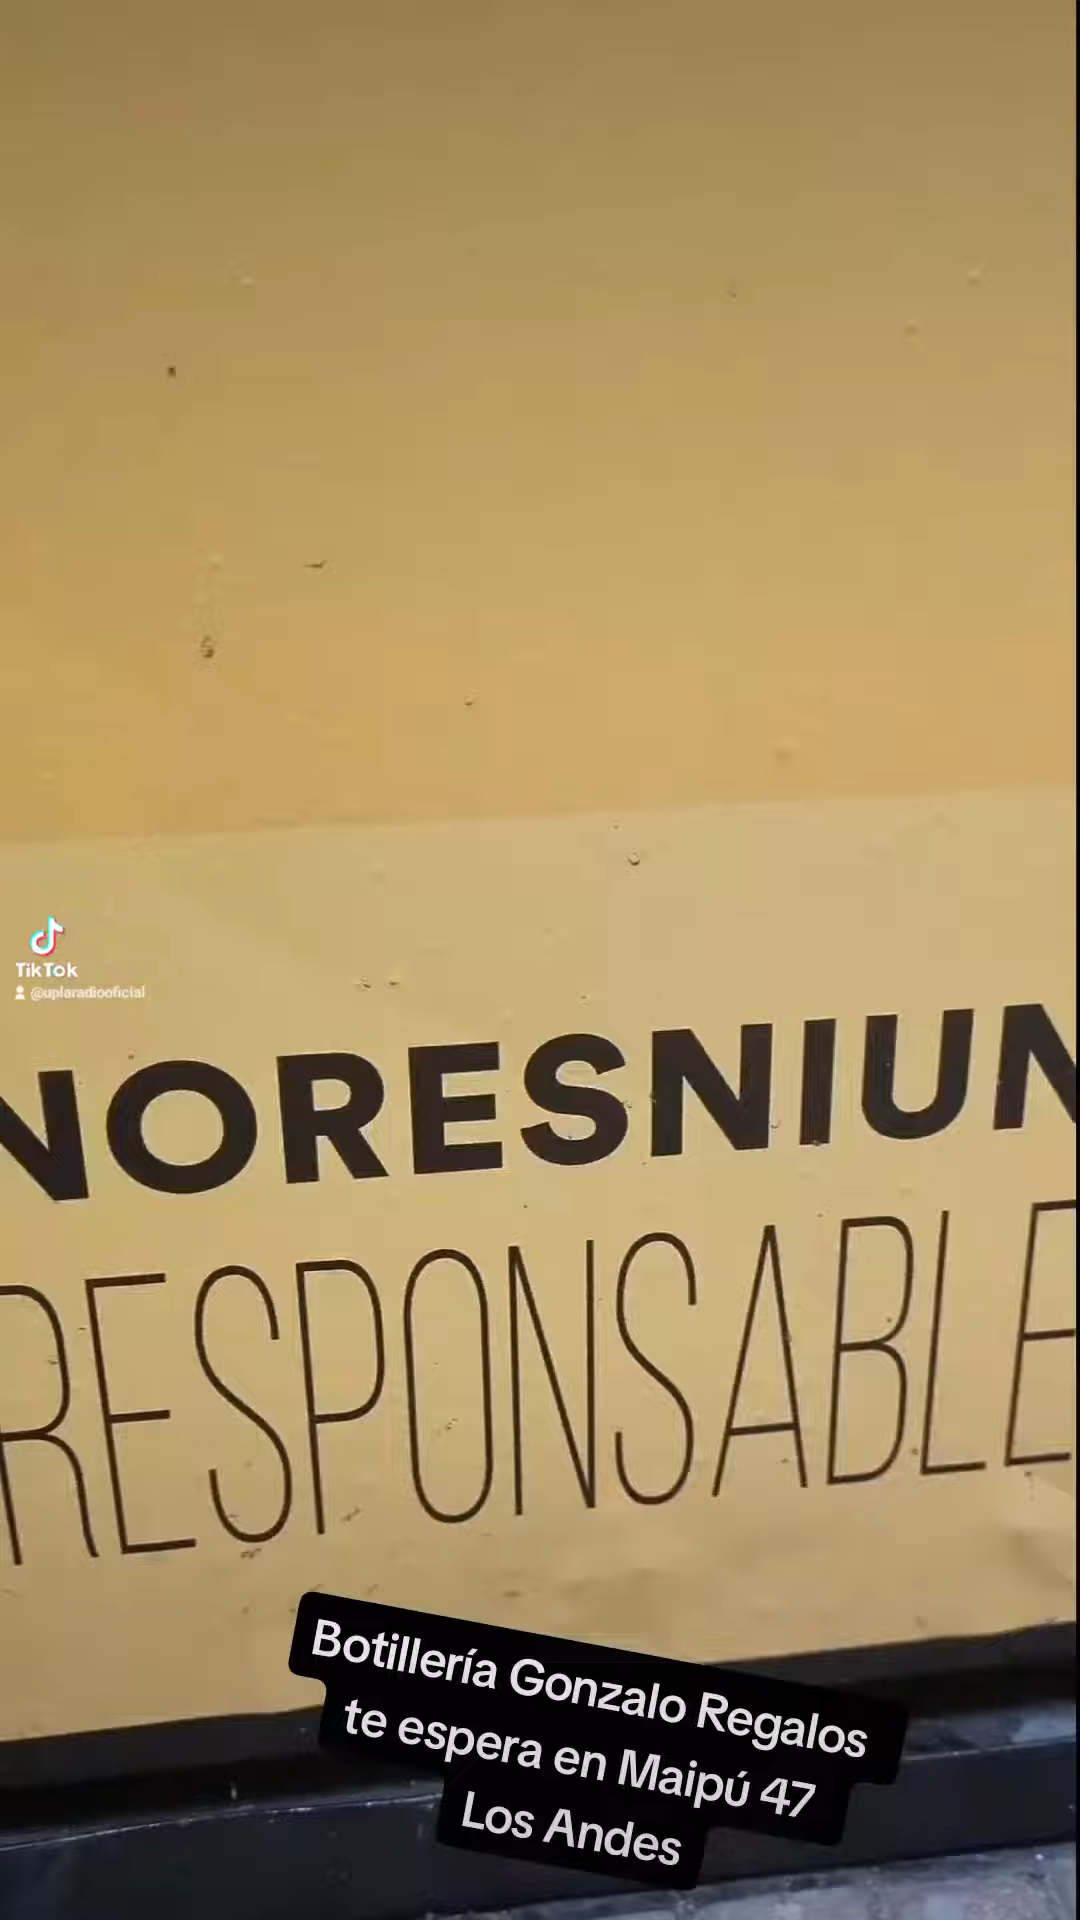 TikTok
@uplaradiooficial
NORESNIUN
RESPONSABLE
Botillería Gonzalo Regalos
te espera en Maipú 47
Los Andes